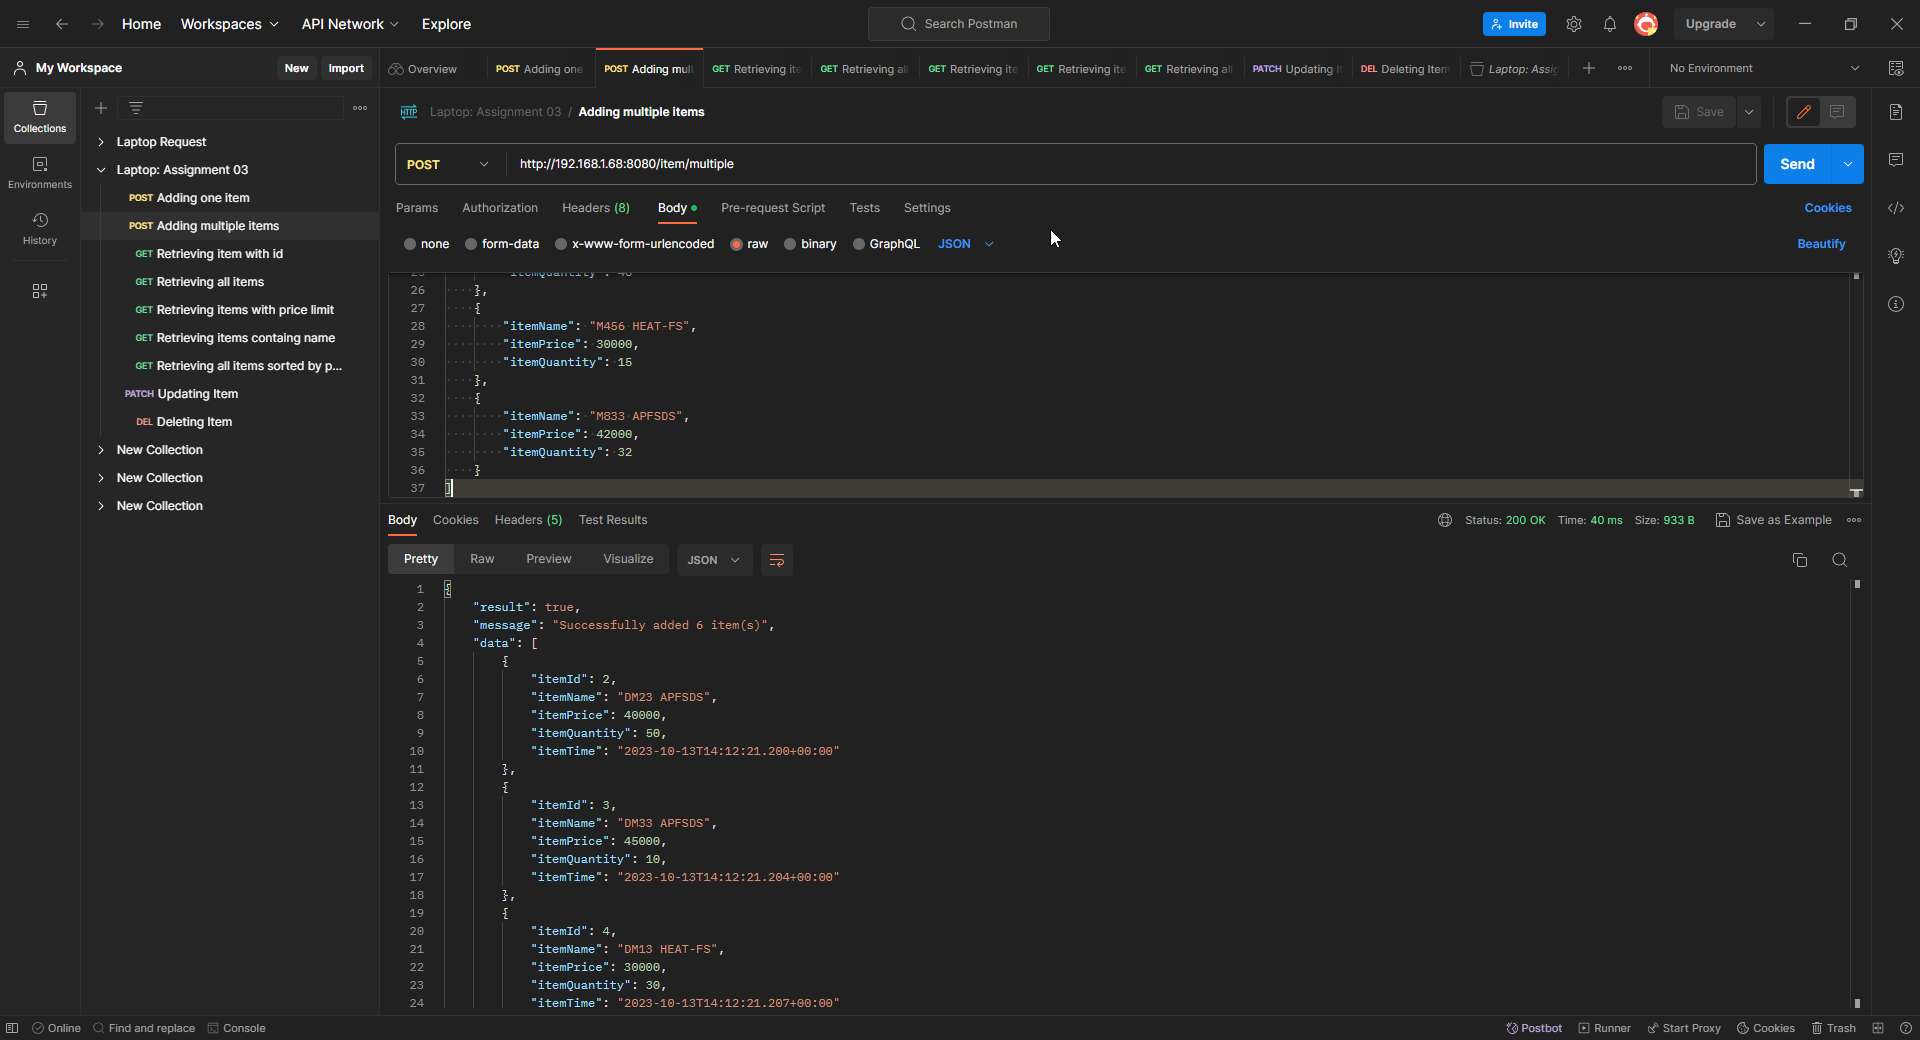 Home Workspaces API Network Explore Search Postman Invite Upgrade
My Workspace New Import Overview POST Adding one POST Adding mult GET Retrieving ite GET Retrieving al GET Retrieving ite GET Retrieving ite GET Retrieving al PATCH Updating I DEL Deleting Item Laptop: Assig No Environment
Collections
Environments
History
Laptop Request
Laptop: Assignment 03
POST Adding one item
POST Adding multiple items
GET Retrieving item with id
GET Retrieving all items
GET Retrieving items with price limit
GET Retrieving items containg name
GET Retrieving all items sorted by p...
PATCH Updating Item
DEL Deleting Item
New Collection
New Collection
New Collection
HTTP Laptop: Assignment 03 / Adding multiple items Save
POST http://192.168.1.68:8080/item/multiple Send
Params Authorization Headers (8) Body Pre-request Script Tests Settings Cookies
none form-data x-www-form-urlencoded raw binary GraphQL JSON Beautify
26 },
27 {
28 "itemName": "M456 HEAT-FS",
29 "itemPrice": 30000,
30 "itemQuantity": 15
31 },
32 {
33 "itemName": "M833 APFSDS",
34 "itemPrice": 42000,
35 "itemQuantity": 32
36 }
37 ]
Body Cookies Headers (5) Test Results Status: 200 OK Time: 40 ms Size: 933 B Save as Example
Pretty Raw Preview Visualize JSON
1 {
2 "result": true,
3 "message": "Successfully added 6 item(s)",
4 "data": [
5 {
6 "itemId": 2,
7 "itemName": "DM23 APFSDS",
8 "itemPrice": 40000,
9 "itemQuantity": 50,
10 "itemTime": "2023-10-13T14:12:21.200+00:00"
11 },
12 {
13 "itemId": 3,
14 "itemName": "DM33 APFSDS",
15 "itemPrice": 45000,
16 "itemQuantity": 10,
17 "itemTime": "2023-10-13T14:12:21.204+00:00"
18 },
19 {
20 "itemId": 4,
21 "itemName": "DM13 HEAT-FS",
22 "itemPrice": 30000,
23 "itemQuantity": 30,
24 "itemTime": "2023-10-13T14:12:21.207+00:00"
Online Find and replace Console Postbot Runner Start Proxy Cookies Trash